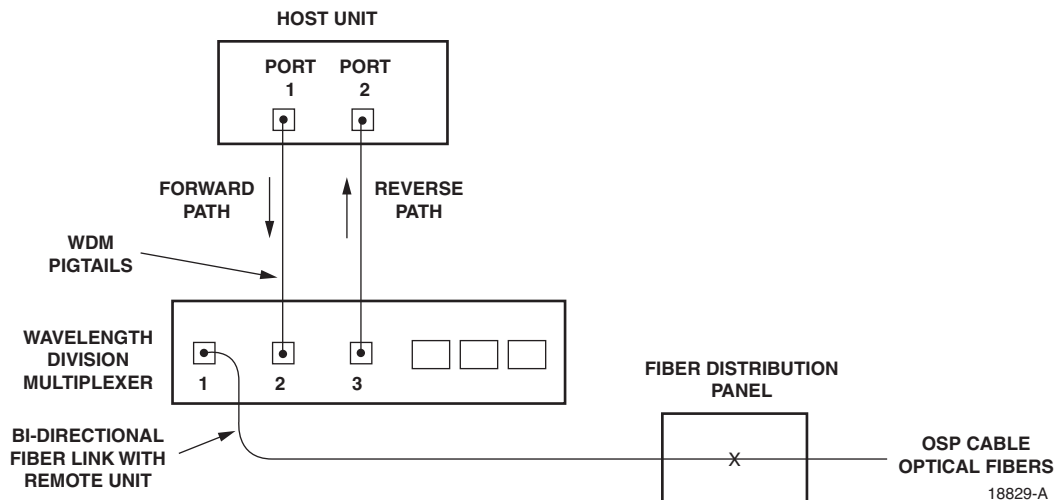 HOST UNIT
PORT
1
PORT
2
FORWARD
PATH
REVERSE
PATH
WDM
PIGTAILS
WAVELENGTH
DIVISION
MULTIPLEXER
1
2
3
FIBER DISTRIBUTION
PANEL
BI-DIRECTIONAL
FIBER LINK WITH
REMOTE UNIT
X
OSP CABLE
OPTICAL FIBERS
18829-A